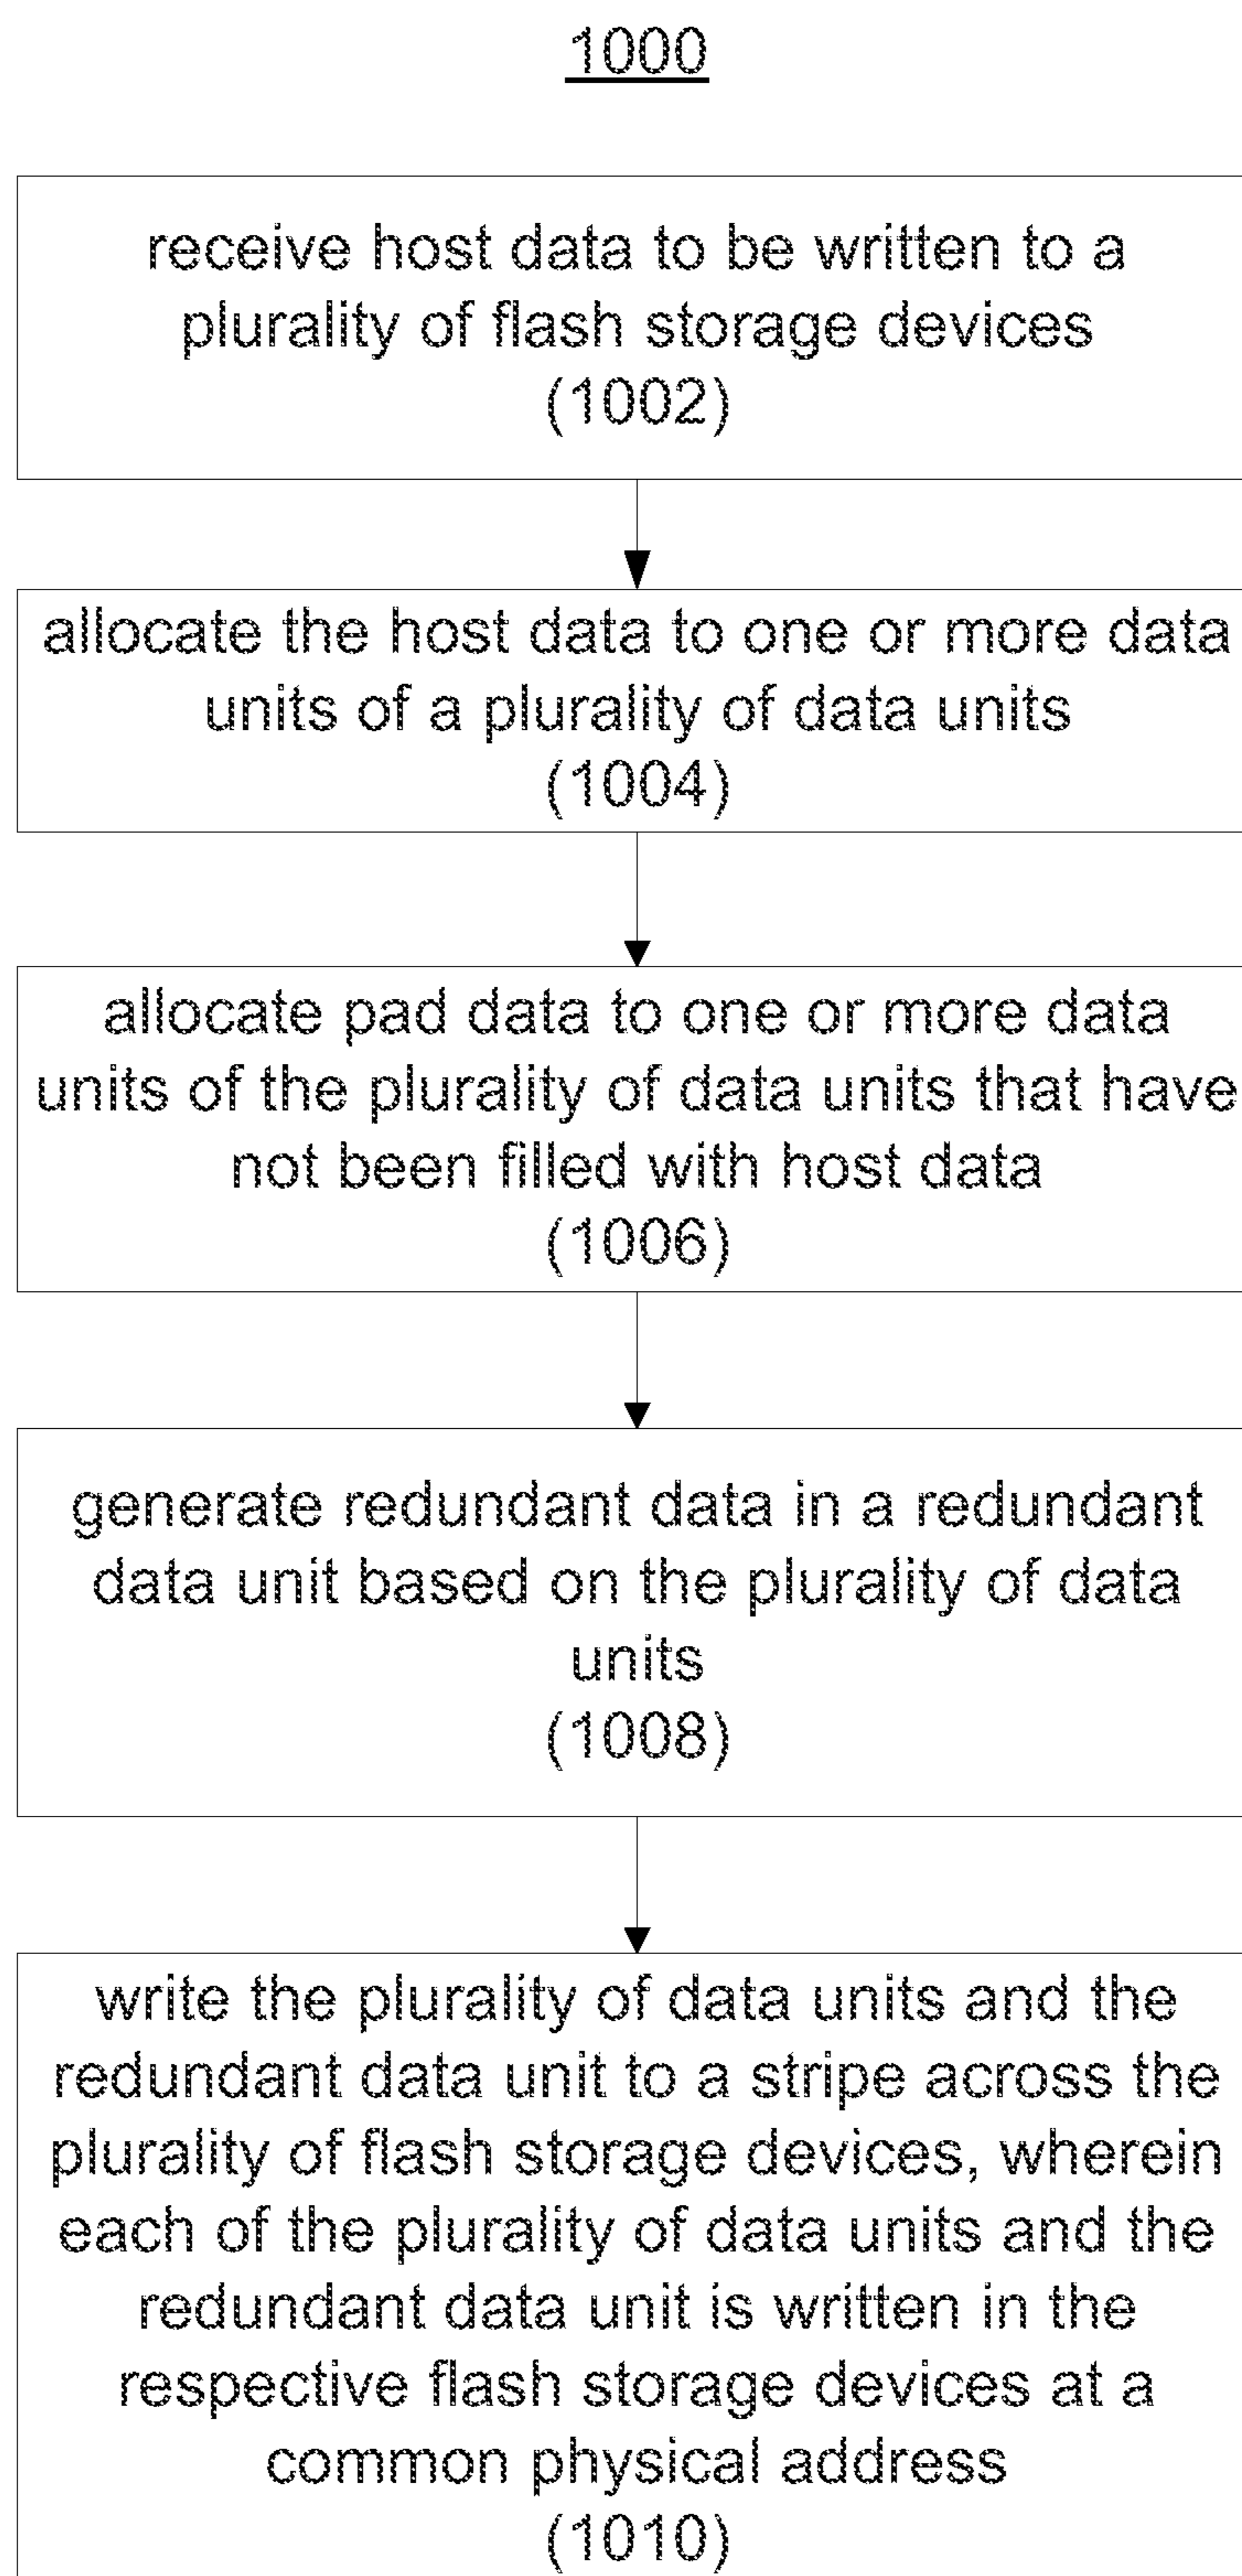 1000
receive host data to be written to a
plurality of flash storage devices
(1002)
allocate the host data to one or more data
units of a plurality of data units
(1004)
allocate pad data to one or more data
units of the plurality of data units that have
not been filled with host data
(1006)
generate redundant data in a redundant
data unit based on the plurality of data
units
(1008)
write the plurality of data units and the
redundant data unit to a stripe across the
plurality of flash storage devices, wherein
each of the plurality of data units and the
redundant data unit is written in the
respective flash storage devices at a
common physical address
(1010)